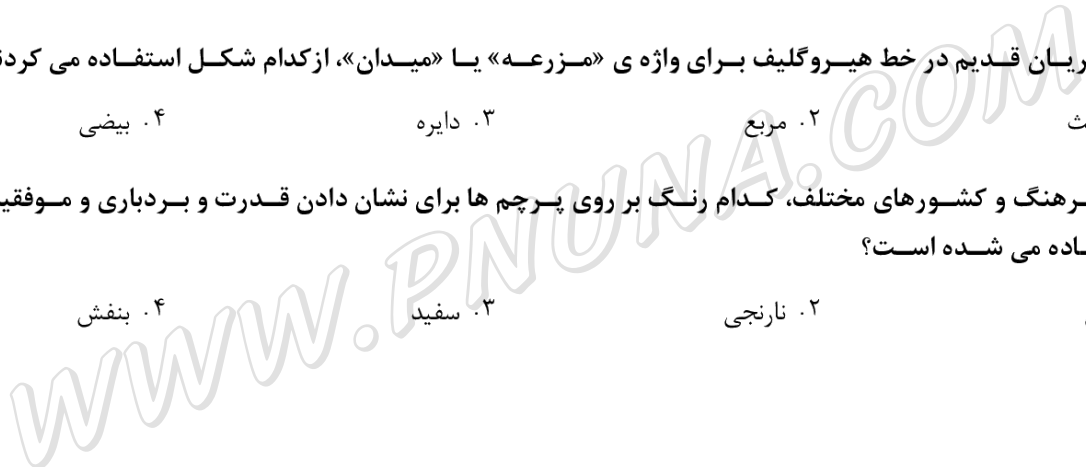 ریان قدیم در خط هیروگلیف برای واژه ی «مزرعه» یا «میدان»، ازکدام شکل استفاده می کردن
ث ۲. مربع ۳. دایره ۴. بیضی
رهنگ و کشورهای مختلف، کدام رنگ بر روی پرچم ها برای نشان دادن قدرت و بردباری و موفقی
اده می شده است؟
۲. نارنجی ۳. سفید ۴. بنفش
WWW.PNUNA.COM